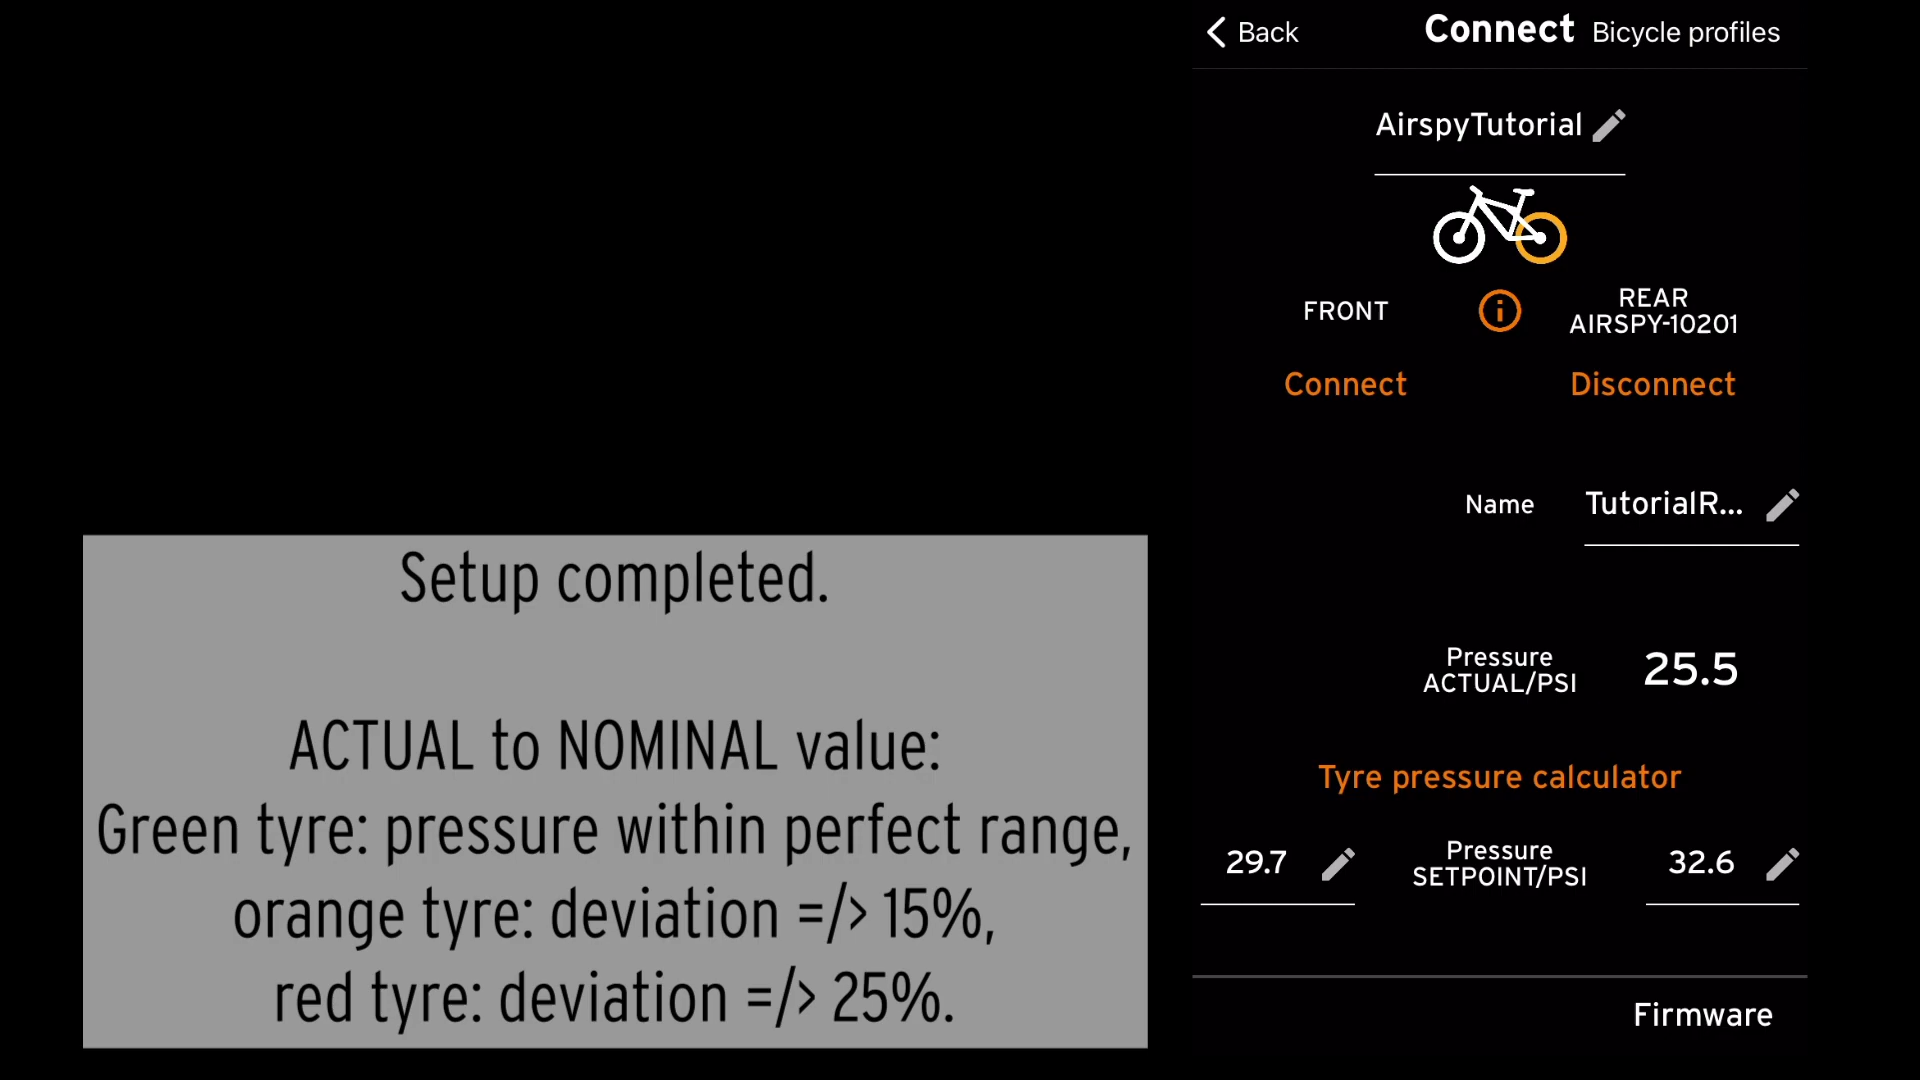 Back
Connect
Bicycle profiles
AirspyTutorial
FRONT
REAR
AIRSPY-10201
Connect
Disconnect
Name
TutorialR...
Pressure
ACTUAL/PSI
25.5
Tyre pressure calculator
29.7
Pressure
SETPOINT/PSI
32.6
Firmware
Setup completed.
ACTUAL to NOMINAL value:
Green tyre: pressure within perfect range,
orange tyre: deviation =/> 15%,
red tyre: deviation =/> 25%.